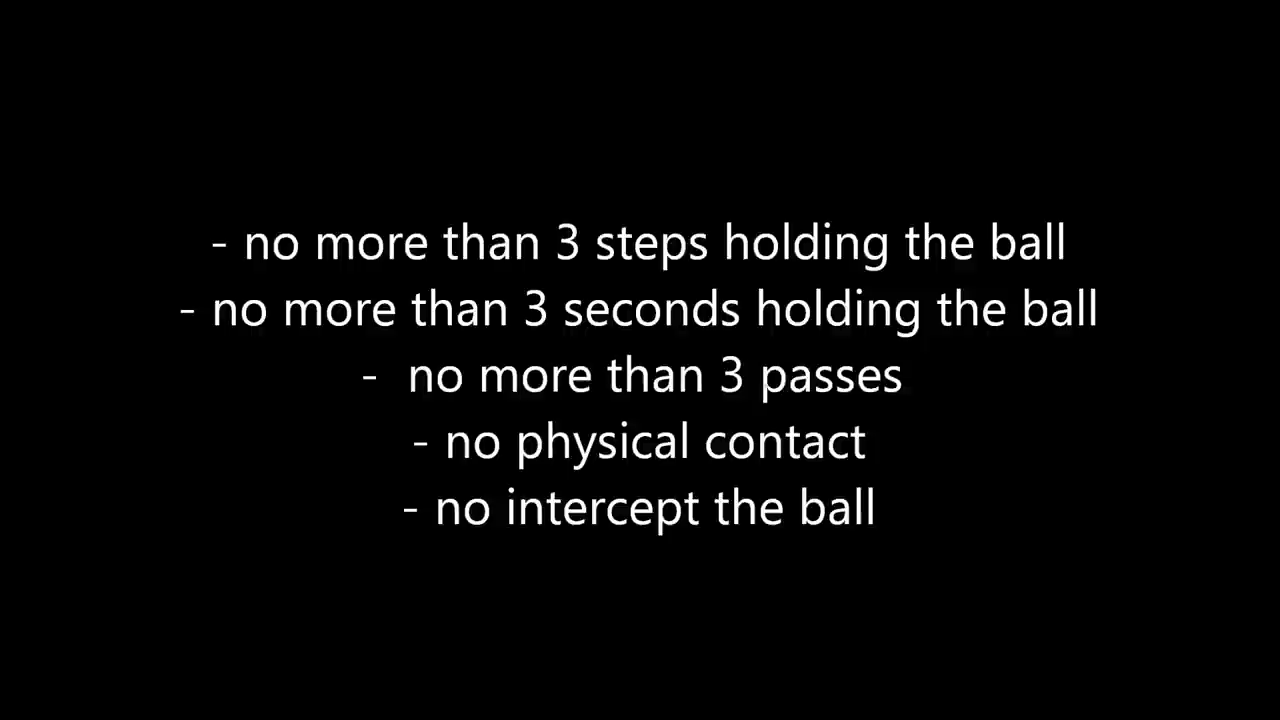 - no more than 3 steps holding the ball
- no more than 3 seconds holding the ball
-  no more than 3 passes
- no physical contact
- no intercept the ball